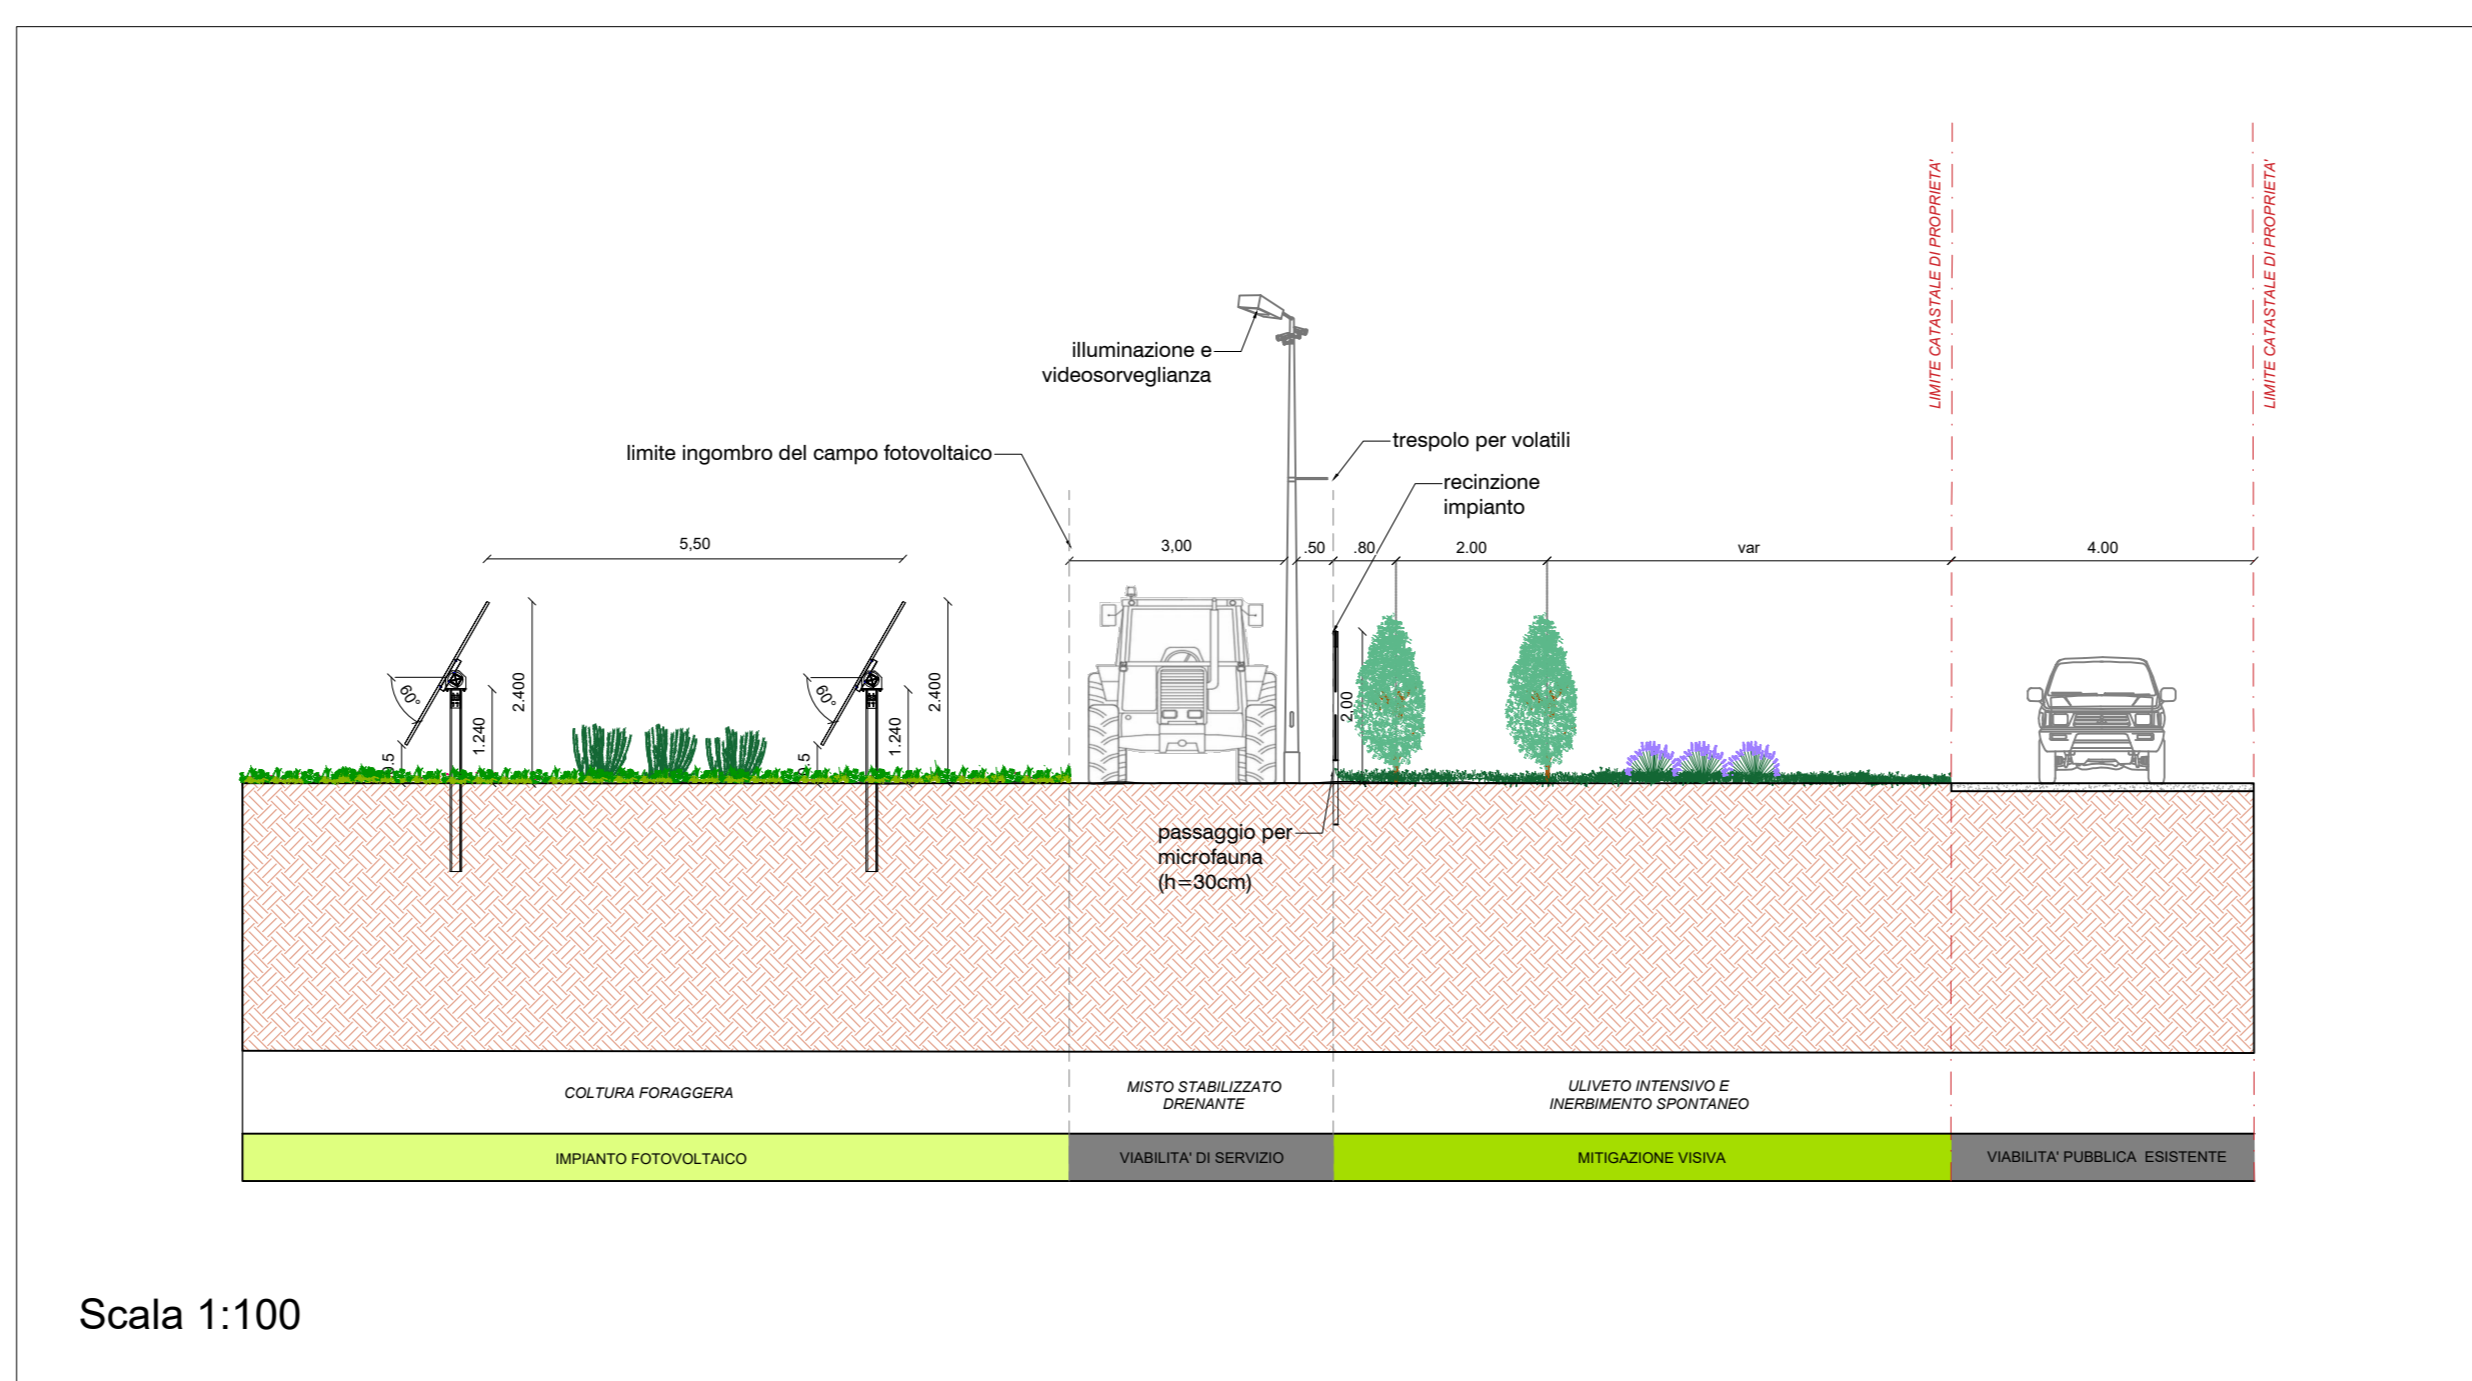 LIMITE CATASTALE DI PROPRIETA'
LIMITE CATASTALE DI PROPRIETA'
illuminazione e
videosorveglianza
limite ingombro del campo fotovoltaico
trespolo per volatili
recinzione
impianto
5,50
3,00
.50
.80
2.00
var
4.00
60°
2.400
1.240
60°
2.400
1.240
2,00
passaggio per
microfauna
(h=30cm)
COLTURA FORAGGERA
MISTO STABILIZZATO
DRENANTE
ULIVETO INTENSIVO E
INERBIMENTO SPONTANEO
IMPIANTO FOTOVOLTAICO
VIABILITA' DI SERVIZIO
MITIGAZIONE VISIVA
VIABILITA' PUBBLICA ESISTENTE
Scala 1:100